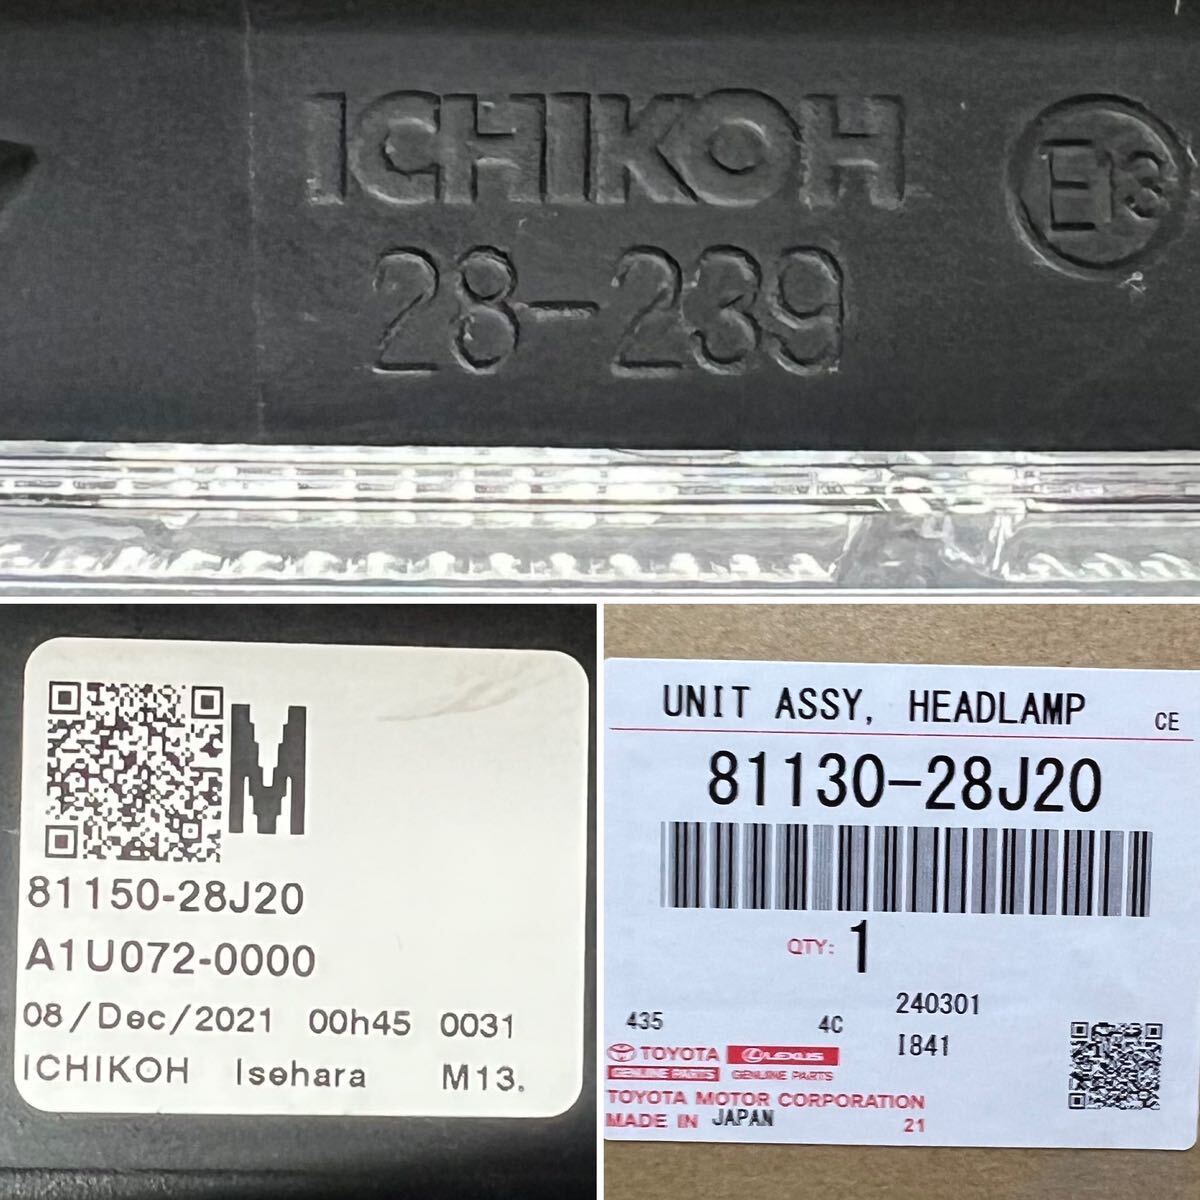 ICHIKOH
E13
28-239
M
81150-28J20
A1U072-0000
08/Dec/2021 00h45 0031
ICHIKOH Isehara M13.
UNIT ASSY, HEADLAMP CE
81130-28J20
QTY: 1
240301
435 4C
I841
TOYOTA LEXUS
GENUINE PARTS GENUINE PARTS
TOYOTA MOTOR CORPORATION
MADE IN JAPAN 21